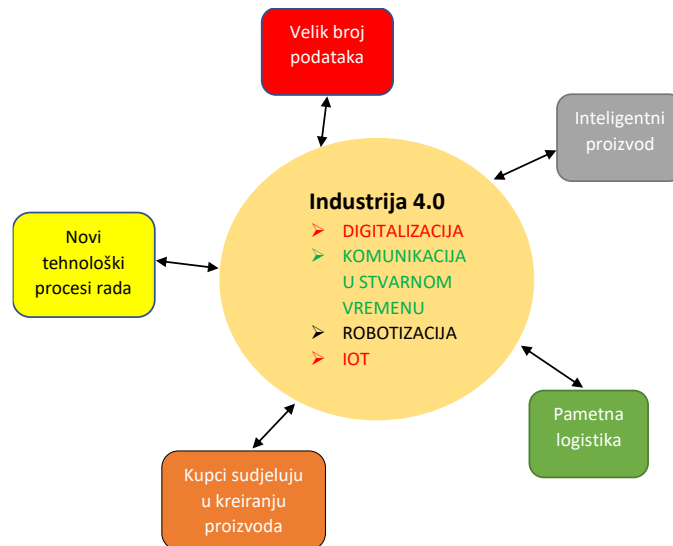 Velik broj
podataka
Inteligentni
proizvod
Industrija 4.0
DIGITALIZACIJA
KOMUNIKACIJA
U STVARNOM
VREMENU
ROBOTIZACIJA
IOT
Novi
tehnološki
procesi rada
Pametna
logistika
Kupci sudjeluju
u kreiranju
proizvoda